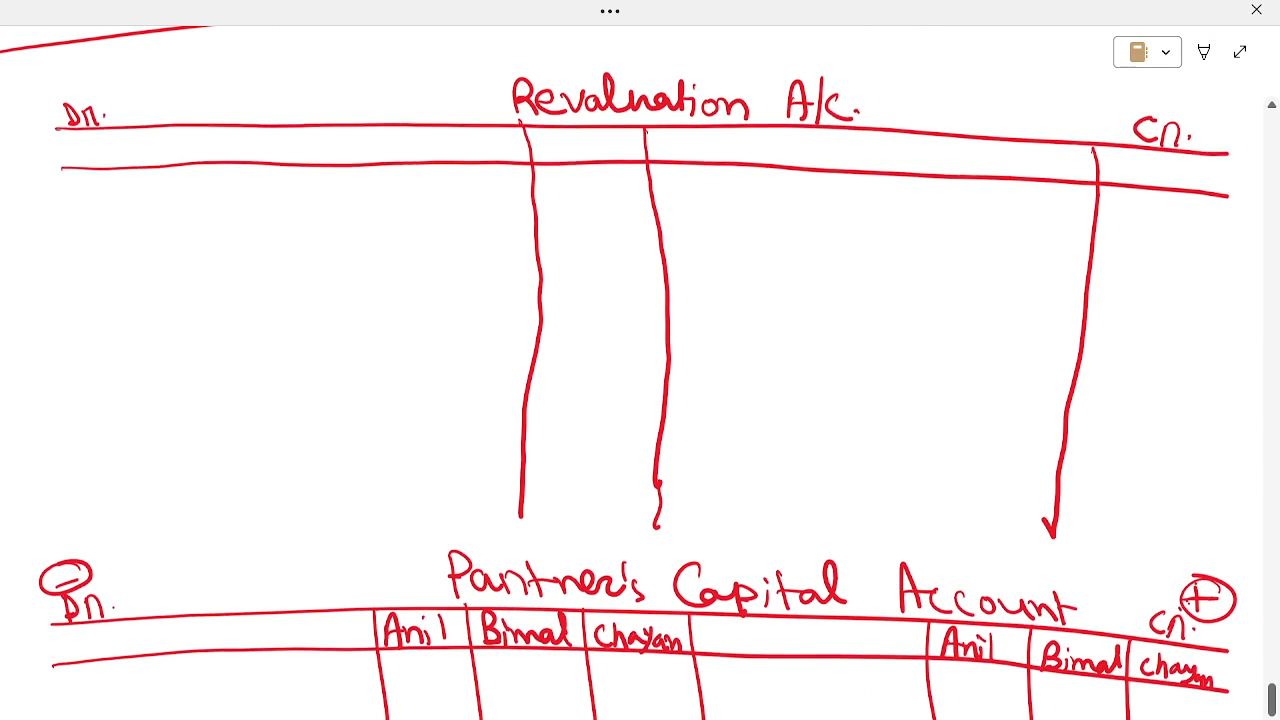 Revaluation A/c.
Dr. Cr.
Partner's Capital Account
Dr. Cr.
Anil Bimal Chayan Anil Bimal Chayan